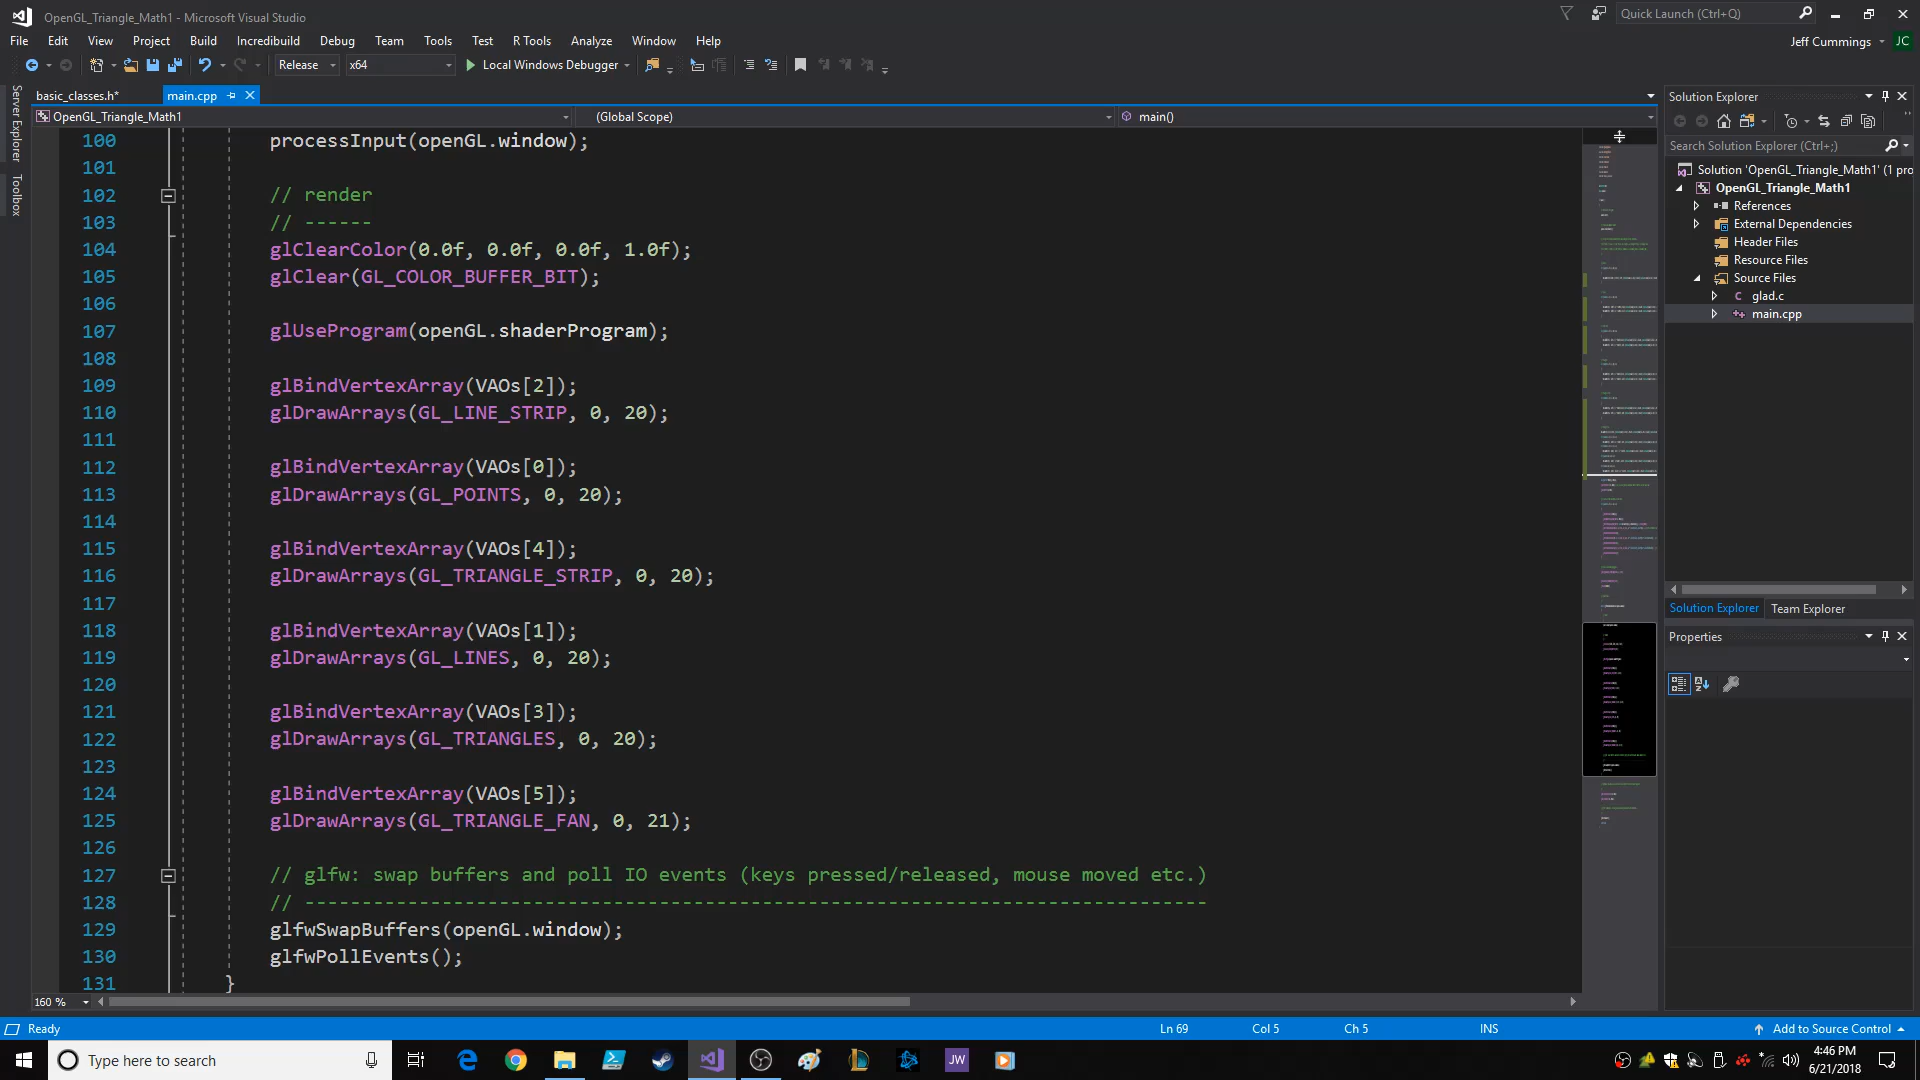 OpenGL_Triangle_Math1 - Microsoft Visual Studio
Quick Launch (Ctrl+Q)
File Edit View Project Build Incredibuild Debug Team Tools Test R Tools Analyze Window Help
Jeff Cummings JC
Release x64 Local Windows Debugger
Server Explorer
Toolbox
basic_classes.h* main.cpp
OpenGL_Triangle_Math1 (Global Scope) main()
100 processInput(openGL.window);
101
102 // render
103 // ------
104 glClearColor(0.0f, 0.0f, 0.0f, 1.0f);
105 glClear(GL_COLOR_BUFFER_BIT);
106
107 glUseProgram(openGL.shaderProgram);
108
109 glBindVertexArray(VAOs[2]);
110 glDrawArrays(GL_LINE_STRIP, 0, 20);
111
112 glBindVertexArray(VAOs[0]);
113 glDrawArrays(GL_POINTS, 0, 20);
114
115 glBindVertexArray(VAOs[4]);
116 glDrawArrays(GL_TRIANGLE_STRIP, 0, 20);
117
118 glBindVertexArray(VAOs[1]);
119 glDrawArrays(GL_LINES, 0, 20);
120
121 glBindVertexArray(VAOs[3]);
122 glDrawArrays(GL_TRIANGLES, 0, 20);
123
124 glBindVertexArray(VAOs[5]);
125 glDrawArrays(GL_TRIANGLE_FAN, 0, 21);
126
127 // glfw: swap buffers and poll IO events (keys pressed/released, mouse moved etc.)
128 // -------------------------------------------------------------------------------
129 glfwSwapBuffers(openGL.window);
130 glfwPollEvents();
131 }
160 %
Solution Explorer
Search Solution Explorer (Ctrl+;)
Solution 'OpenGL_Triangle_Math1' (1 pro
OpenGL_Triangle_Math1
References
External Dependencies
Header Files
Resource Files
Source Files
C glad.c
++ main.cpp
Solution Explorer Team Explorer
Properties
Ready Ln 69 Col 5 Ch 5 INS Add to Source Control
Type here to search
JW
4:46 PM
6/21/2018